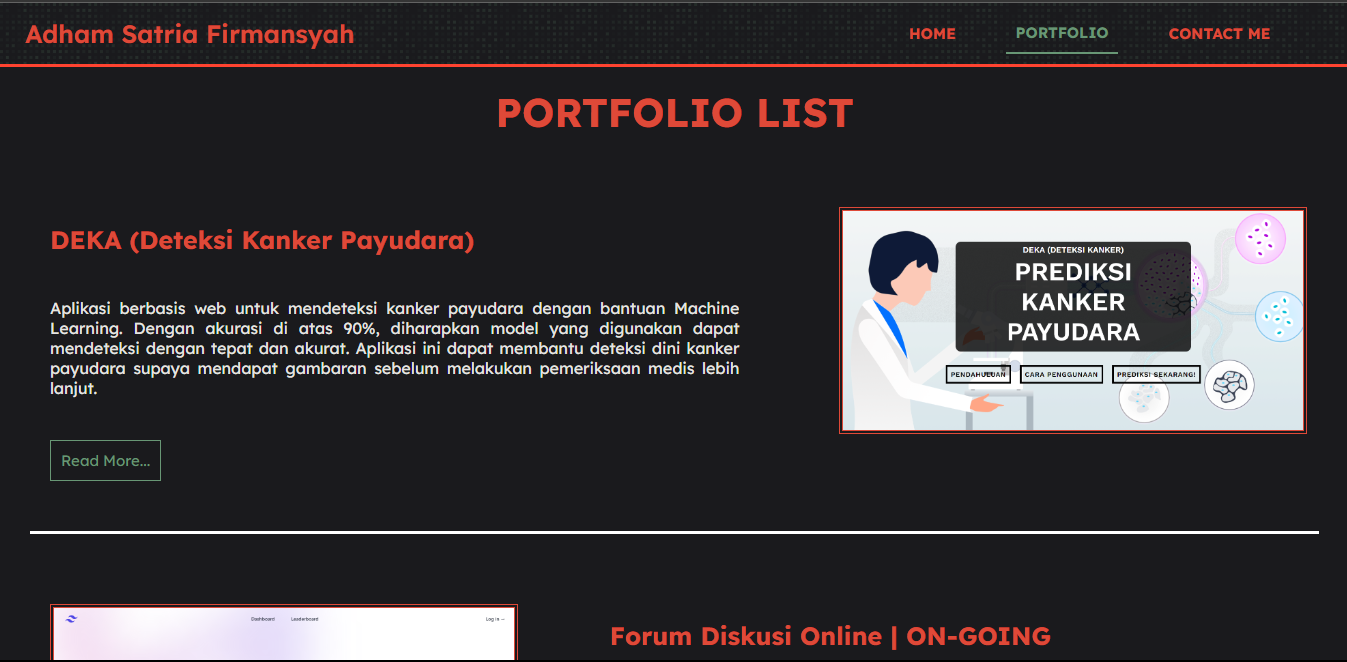 Adham Satria Firmansyah
HOME
PORTFOLIO
CONTACT ME
PORTFOLIO LIST
DEKA (Deteksi Kanker Payudara)
Aplikasi berbasis web untuk mendeteksi kanker payudara dengan bantuan Machine
Learning. Dengan akurasi di atas 90%, diharapkan model yang digunakan dapat
mendeteksi dengan tepat dan akurat. Aplikasi ini dapat membantu deteksi dini kanker
payudara supaya mendapat gambaran sebelum melakukan pemeriksaan medis lebih
lanjut.
Read More...
DEKA (DETEKSI KANKER)
PREDIKSI
KANKER
PAYUDARA
PENDAHULUAN
CARA PENGGUNAAN
PREDIKSI SEKARANG!
Dashboard
Leaderboard
Log in →
Forum Diskusi Online | ON-GOING